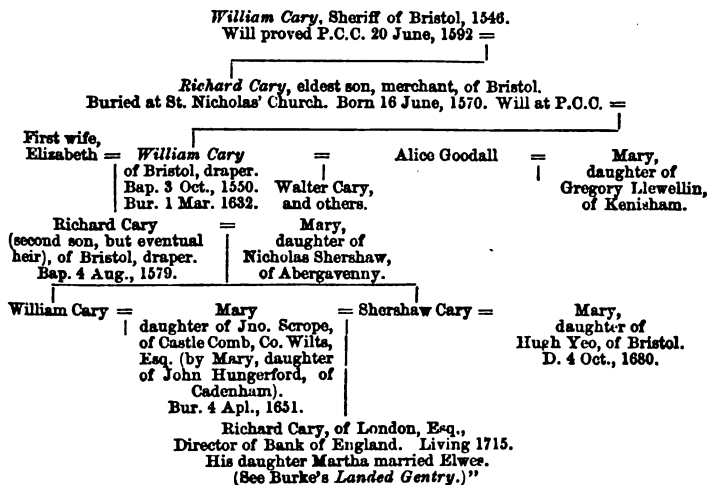 William Cary, Sheriff of Bristol, 1546.
Will proved P.C.C. 20 June, 1592 =
Richard Cary, eldest son, merchant, of Bristol.
Buried at St. Nicholas' Church. Born 16 June, 1570. Will at P.C.C. =
First wife,
Elizabeth =
William Cary
of Bristol, draper.
Bap. 3 Oct., 1550.
Bur. 1 Mar. 1632.
=
Walter Cary,
and others.
Alice Goodall
=
Mary,
daughter of
Gregory Llewellin,
of Kenisham.
Richard Cary
(second son, but eventual
heir), of Bristol, draper.
Bap. 4 Aug., 1579.
=
Mary,
daughter of
Nicholas Shershaw,
of Abergavenny.
William Cary =
Mary
daughter of Jno. Scrope,
of Castle Comb, Co. Wilts,
Esq. (by Mary, daughter
of John Hungerford, of
Cadenham).
Bur. 4 Apl., 1651.
= Shershaw Cary =
Mary,
daughter of
Hugh Yeo, of Bristol.
D. 4 Oct., 1680.
Richard Cary, of London, Esq.,
Director of Bank of England. Living 1715.
His daughter Martha married Elwes.
(See Burke's Landed Gentry.)"